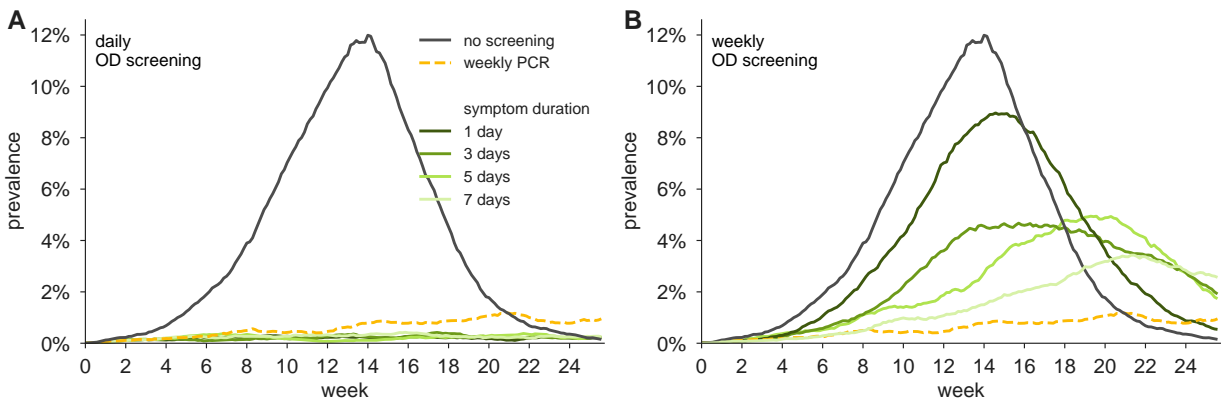 A
daily
OD screening
no screening
weekly PCR
symptom duration
1 day
3 days
5 days
7 days
prevalence
12%
10%
8%
6%
4%
2%
0%
0 2 4 6 8 10 12 14 16 18 20 22 24
week
B
weekly
OD screening
prevalence
12%
10%
8%
6%
4%
2%
0%
0 2 4 6 8 10 12 14 16 18 20 22 24
week